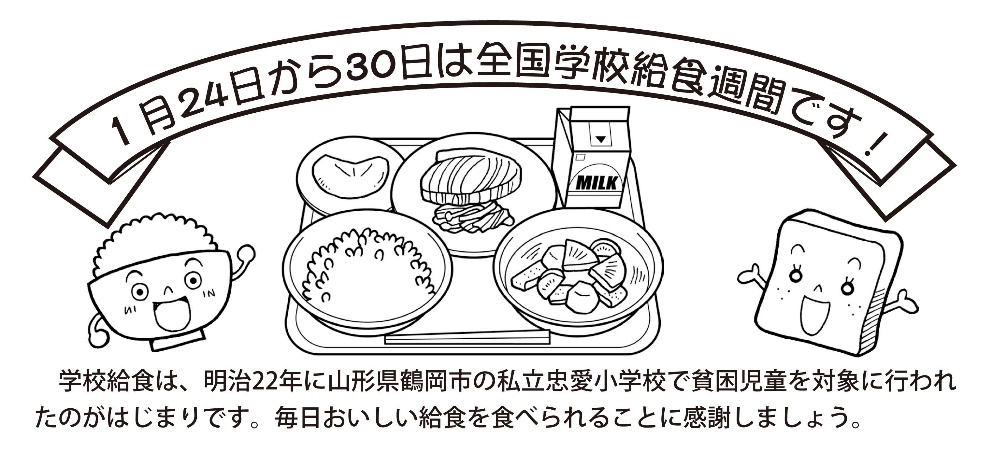 1月24日から30日は全国学校給食週間です!
MILK
学校給食は、明治22年に山形県鶴岡市の私立忠愛小学校で貧困児童を対象に行われ
たのがはじまりです。毎日おいしい給食を食べられることに感謝しましょう。